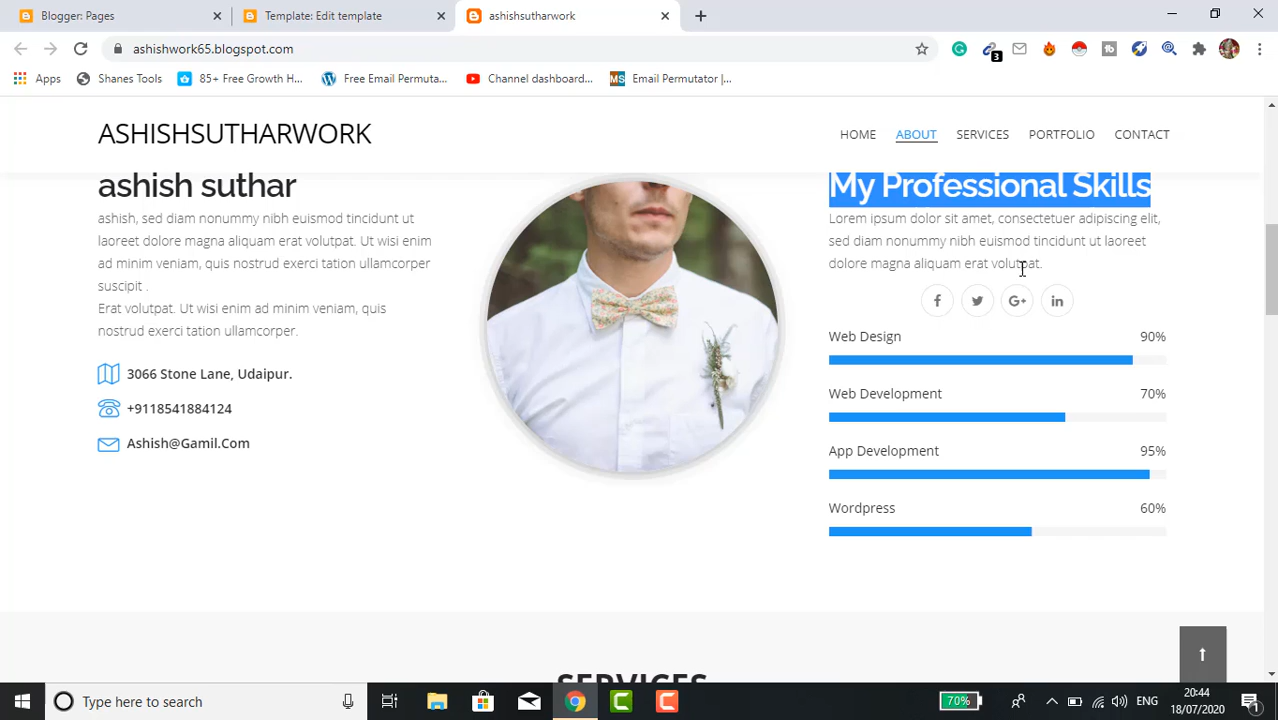 Blogger: Pages
Template: Edit template
ashishsutharwork
ashishwork65.blogspot.com
3
Apps
Shanes Tools
85+ Free Growth H...
Free Email Permuta...
Channel dashboard...
MS
Email Permutator |...
ASHISHSUTHARWORK
HOME
ABOUT
SERVICES
PORTFOLIO
CONTACT
ashish suthar
ashish, sed diam nonummy nibh euismod tincidunt ut
laoreet dolore magna aliquam erat volutpat. Ut wisi enim
ad minim veniam, quis nostrud exerci tation ullamcorper
suscipit .
Erat volutpat. Ut wisi enim ad minim veniam, quis
nostrud exerci tation ullamcorper.
3066 Stone Lane, Udaipur.
+9118541884124
Ashish@Gamil.Com
My Professional Skills
Lorem ipsum dolor sit amet, consectetuer adipiscing elit,
sed diam nonummy nibh euismod tincidunt ut laoreet
dolore magna aliquam erat volutpat.
Web Design 90%
Web Development 70%
App Development 95%
Wordpress 60%
SERVICES
Type here to search
70%
ENG
20:44
18/07/2020
1